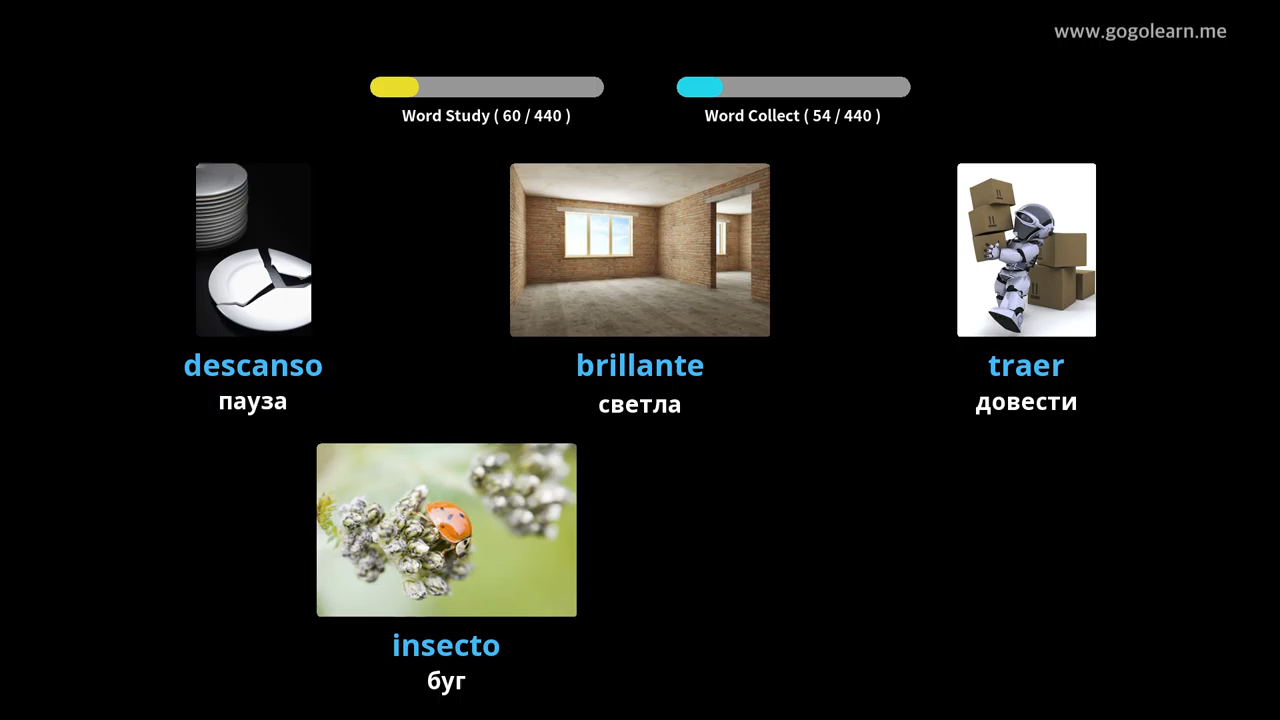 www.gogolearn.me
Word Study ( 60 / 440 )
Word Collect ( 54 / 440 )
descanso
пауза
brillante
светла
traer
довести
insecto
буг